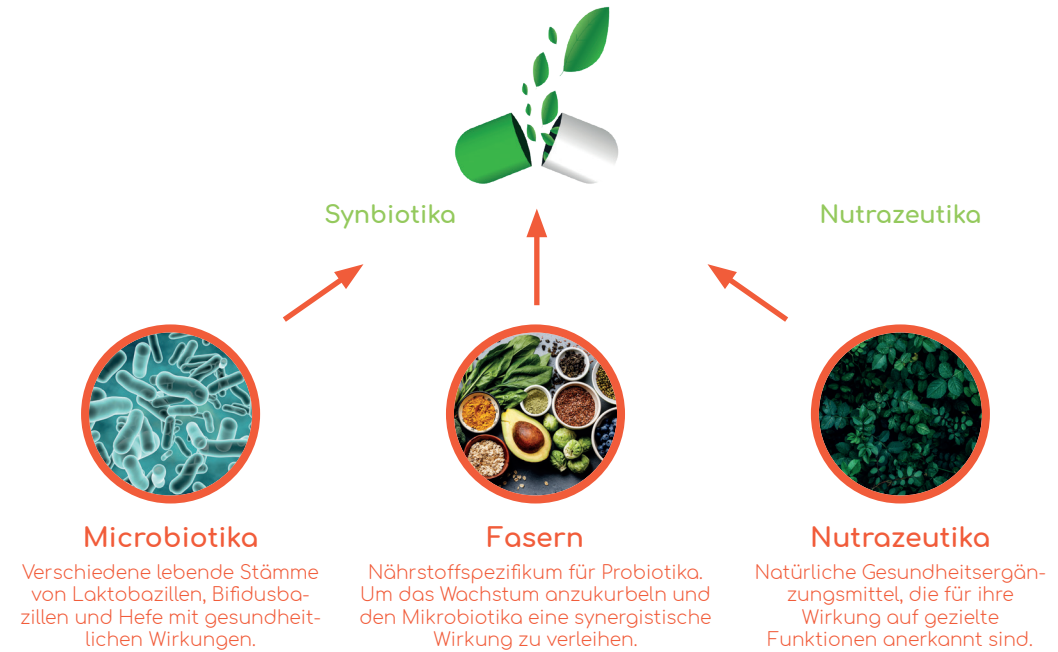 Synbiotika
Nutrazeutika
Microbiotika
Verschiedene lebende Stämme
von Laktobazillen, Bifidusba-
zillen und Hefe mit gesundheit-
lichen Wirkungen.
Fasern
Nährstoffspezifikum für Probiotika.
Um das Wachstum anzukurbeln und
den Mikrobiotika eine synergistische
Wirkung zu verleihen.
Nutrazeutika
Natürliche Gesundheitsergän-
zungsmittel, die für ihre
Wirkung auf gezielte
Funktionen anerkannt sind.